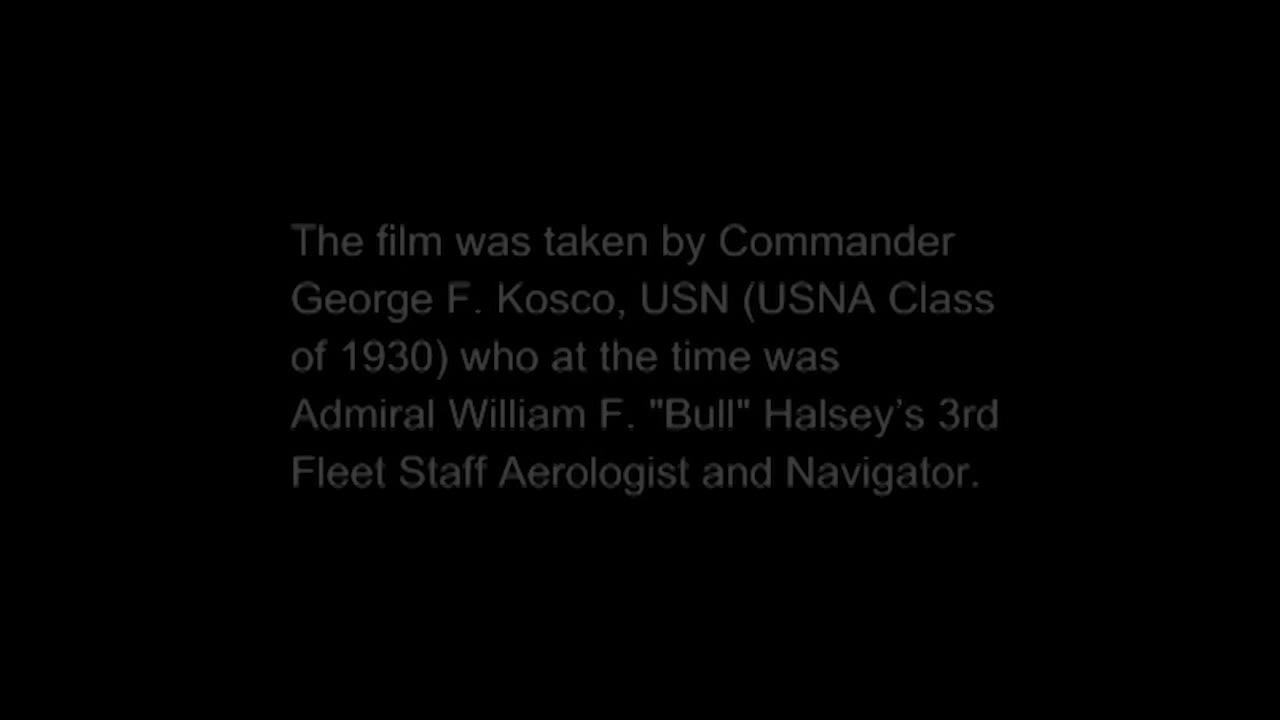 The film was taken by Commander
George F. Kosco, USN (USNA Class
of 1930) who at the time was
Admiral William F. "Bull" Halsey’s 3rd
Fleet Staff Aerologist and Navigator.